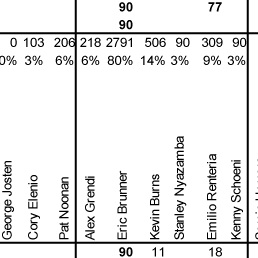 90 77
90
0 103 206 218 2791 506 90 309 90
0% 3% 6% 6% 80% 14% 3% 9% 3%
George Josten
Cory Elenio
Pat Noonan
Alex Grendi
Eric Brunner
Kevin Burns
Stanley Nyazamba
Emilio Renteria
Kenny Schoeni
90 11 18